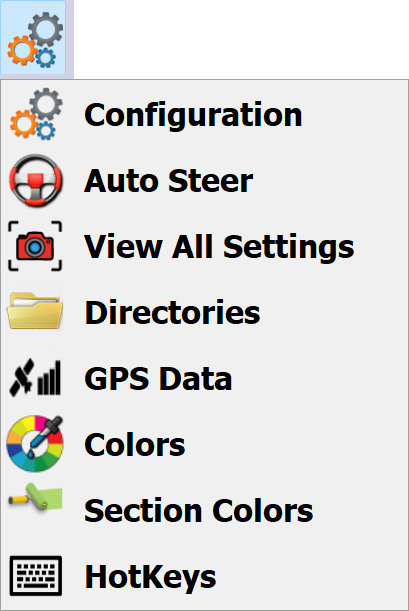 Configuration
Auto Steer
View All Settings
Directories
GPS Data
Colors
Section Colors
HotKeys